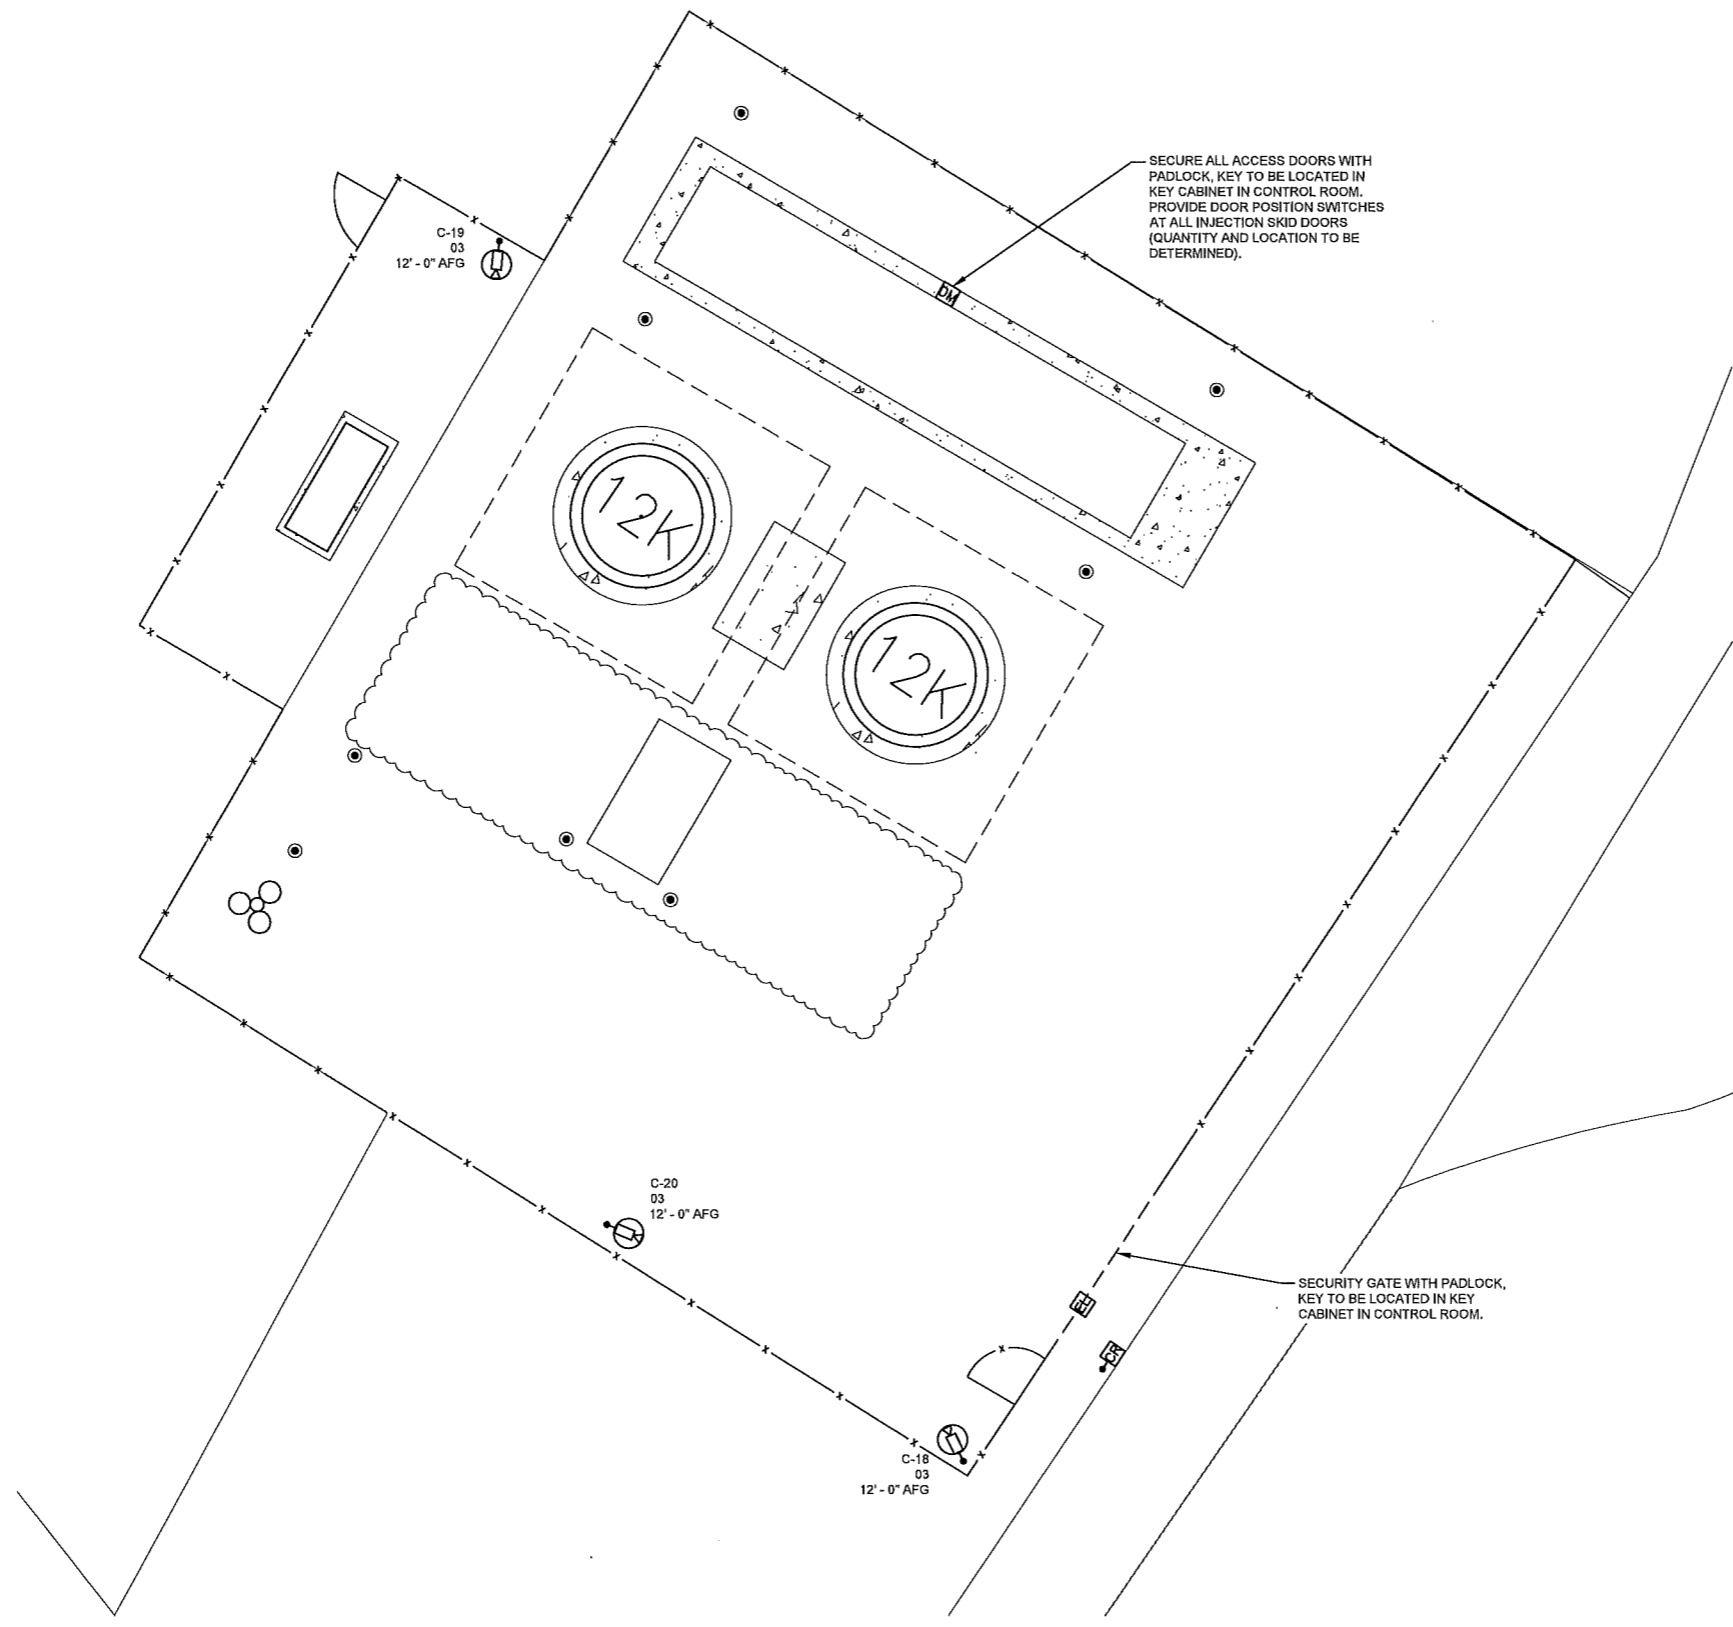 SECURE ALL ACCESS DOORS WITH
PADLOCK, KEY TO BE LOCATED IN
KEY CABINET IN CONTROL ROOM.
PROVIDE DOOR POSITION SWITCHES
AT ALL INJECTION SKID DOORS
(QUANTITY AND LOCATION TO BE
DETERMINED).
C-19
03
12' - 0" AFG
DM
12K
12K
C-20
03
12' - 0" AFG
SECURITY GATE WITH PADLOCK,
KEY TO BE LOCATED IN KEY
CABINET IN CONTROL ROOM.
CR
C-18
03
12' - 0" AFG